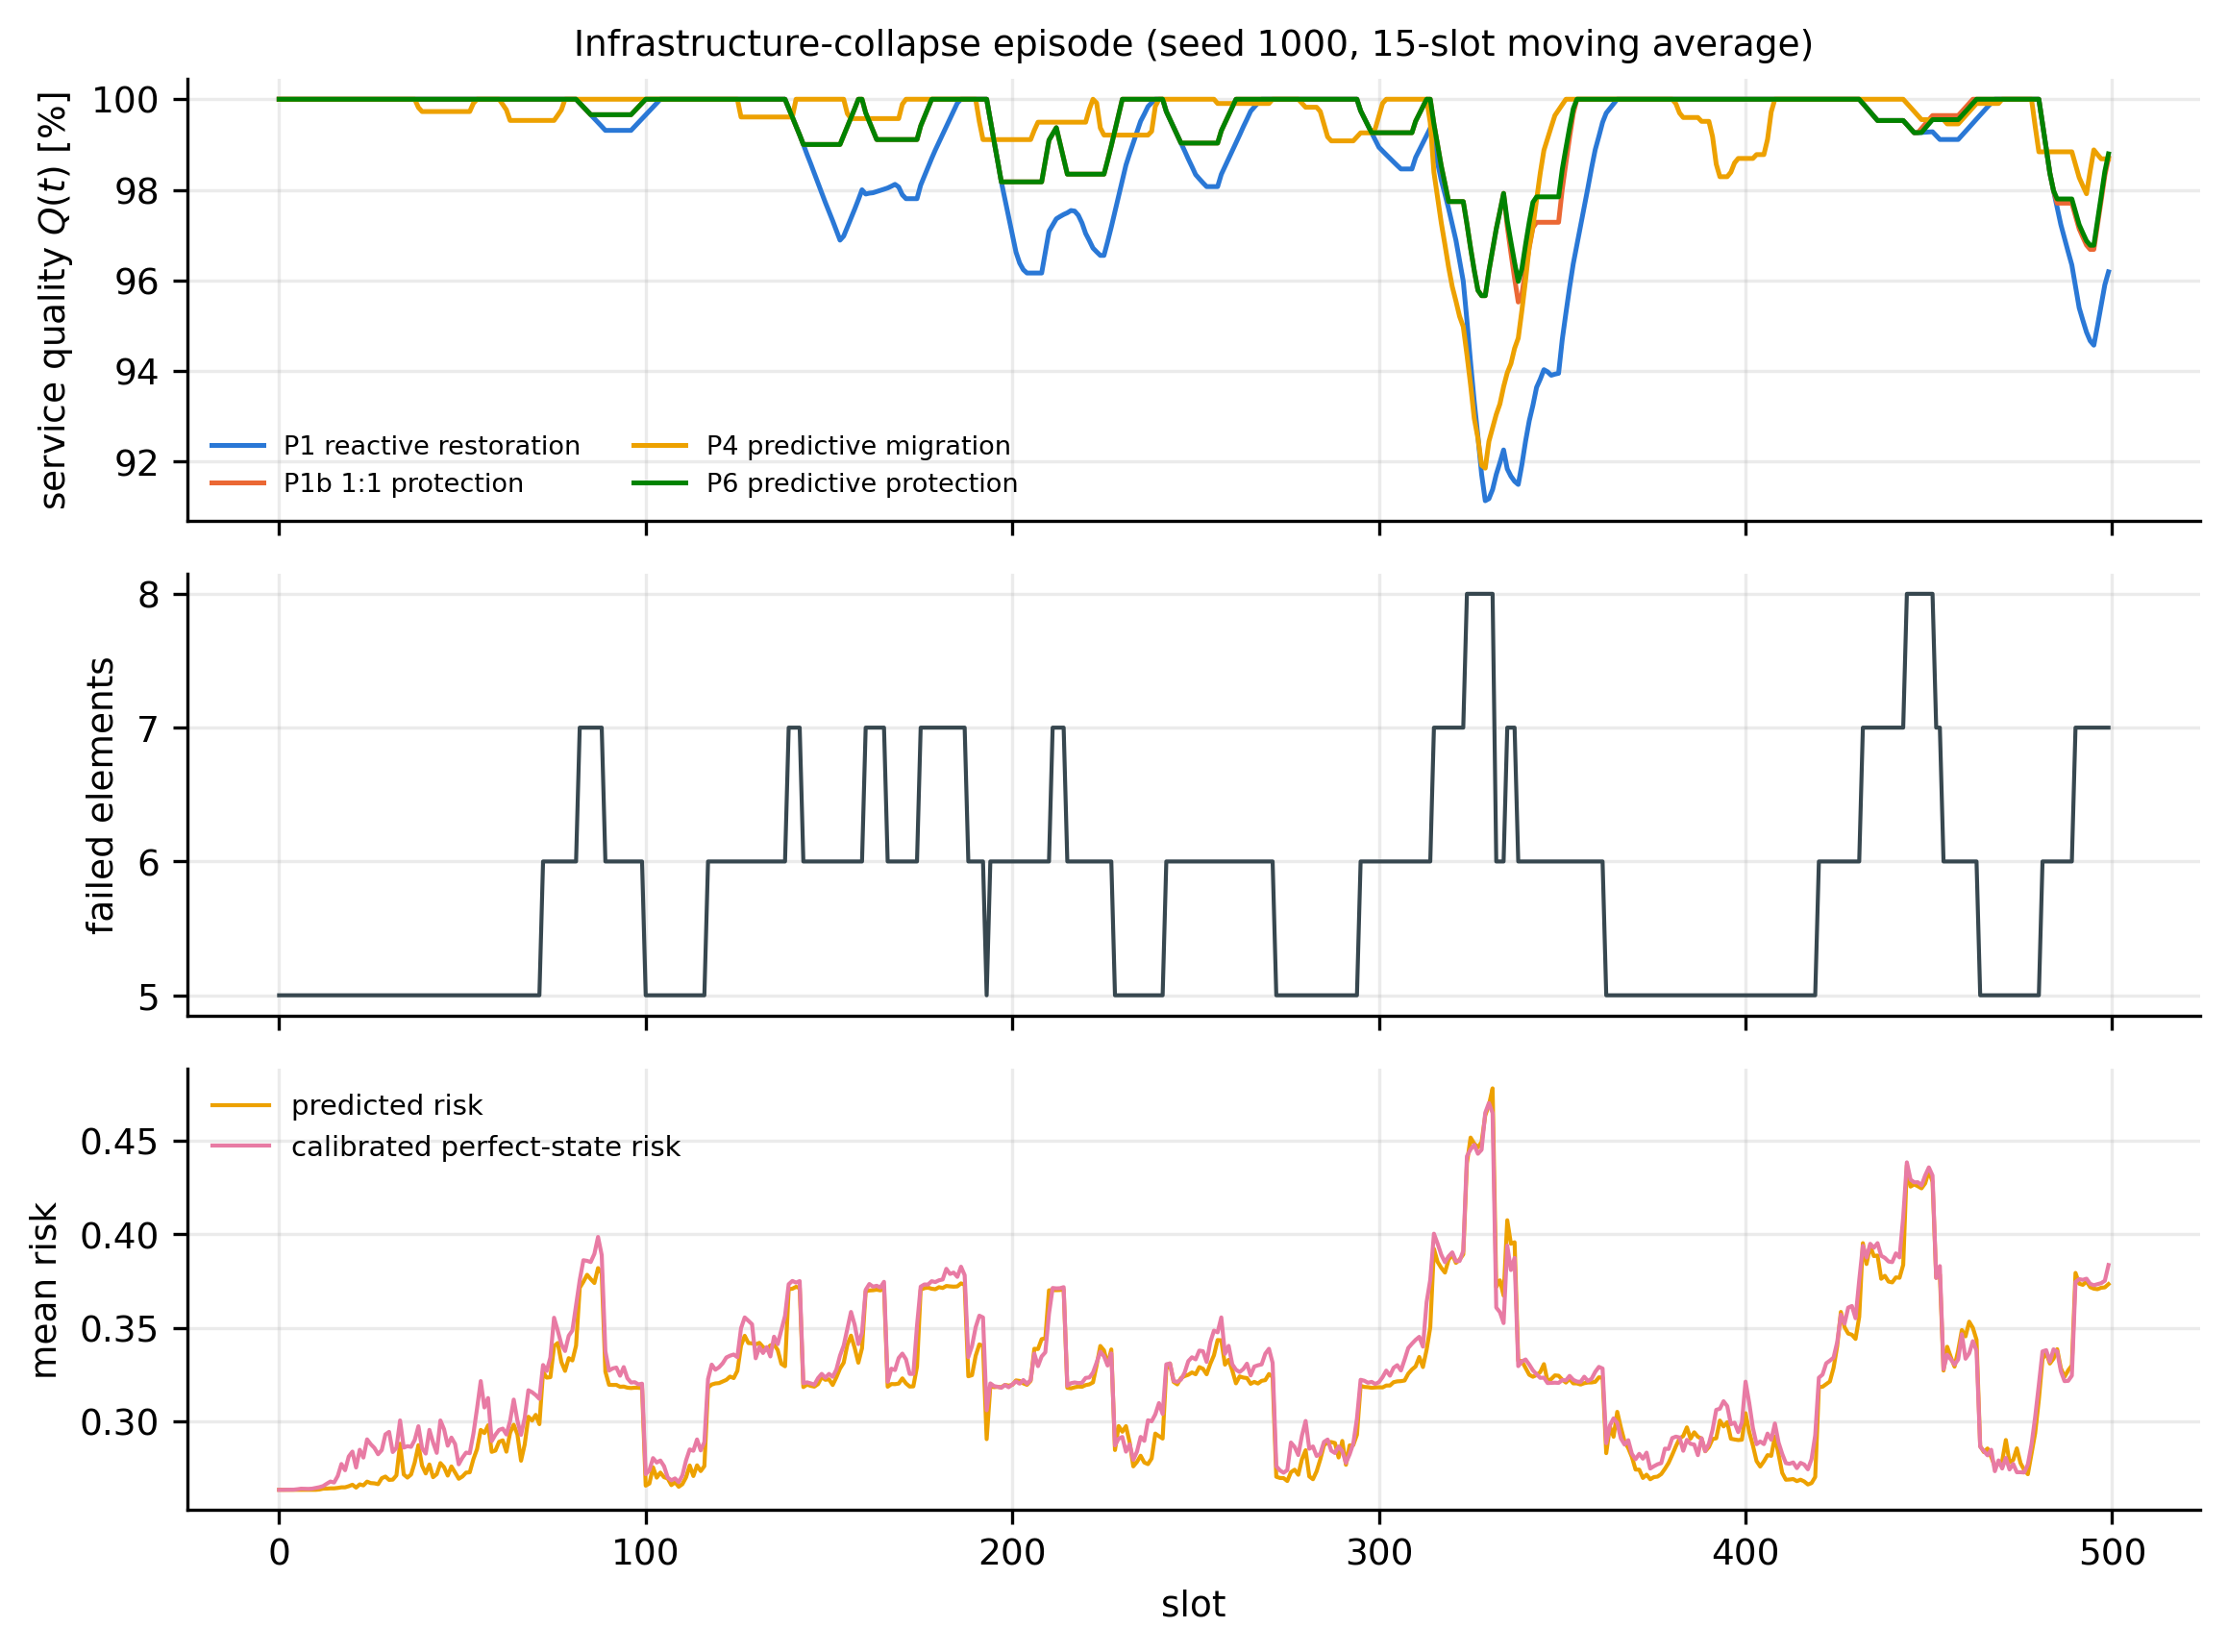 Infrastructure-collapse episode (seed 1000, 15-slot moving average)
service quality Q(t) [%]
100
98
96
94
92
P1 reactive restoration
P1b 1:1 protection
P4 predictive migration
P6 predictive protection
failed elements
8
7
6
5
mean risk
0.45
0.40
0.35
0.30
predicted risk
calibrated perfect-state risk
0
100
200
300
400
500
slot